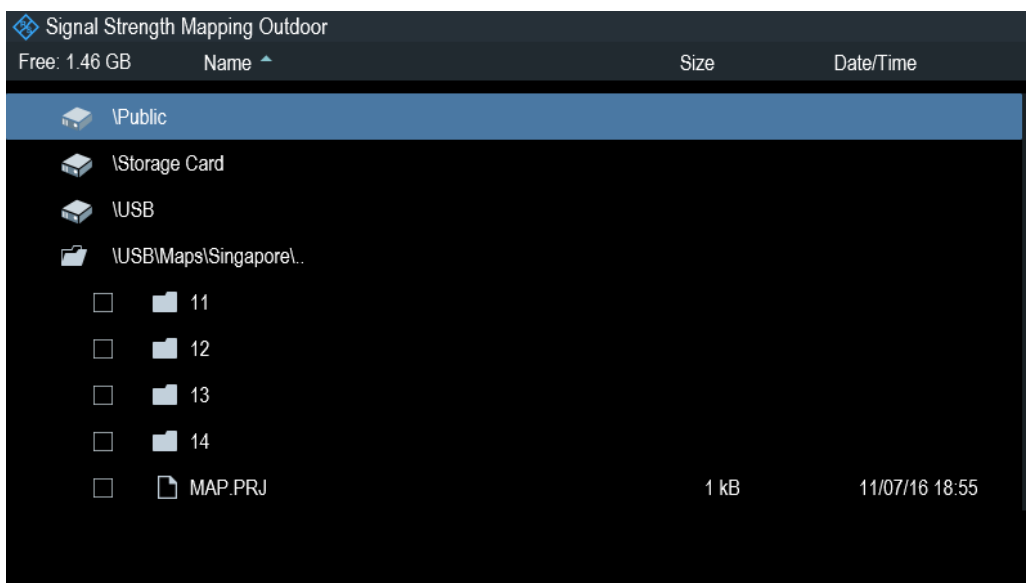 Signal Strength Mapping Outdoor
Free: 1.46 GB Name Size Date/Time
\Public
\Storage Card
\USB
\USB\Maps\Singapore\..
11
12
13
14
MAP.PRJ 1 kB 11/07/16 18:55